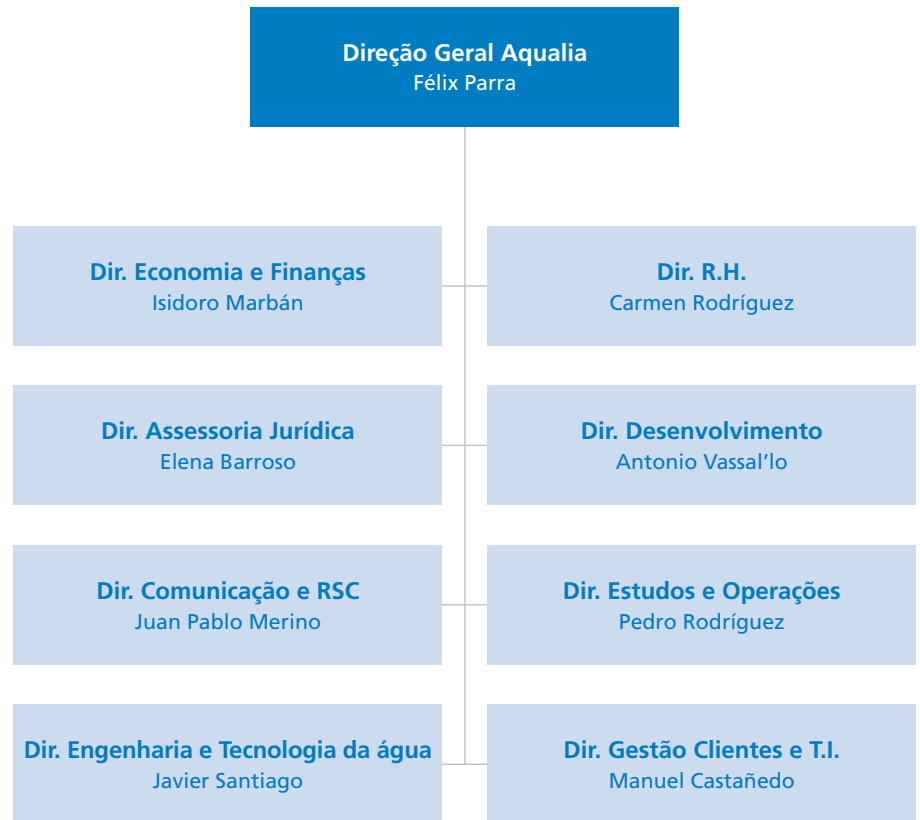 Direção Geral Aqualia
Félix Parra
Dir. Economia e Finanças
Isidoro Marbán
Dir. R.H.
Carmen Rodríguez
Dir. Assessoria Jurídica
Elena Barroso
Dir. Desenvolvimento
Antonio Vassal’lo
Dir. Comunicação e RSC
Juan Pablo Merino
Dir. Estudos e Operações
Pedro Rodríguez
Dir. Engenharia e Tecnologia da água
Javier Santiago
Dir. Gestão Clientes e T.I.
Manuel Castañedo